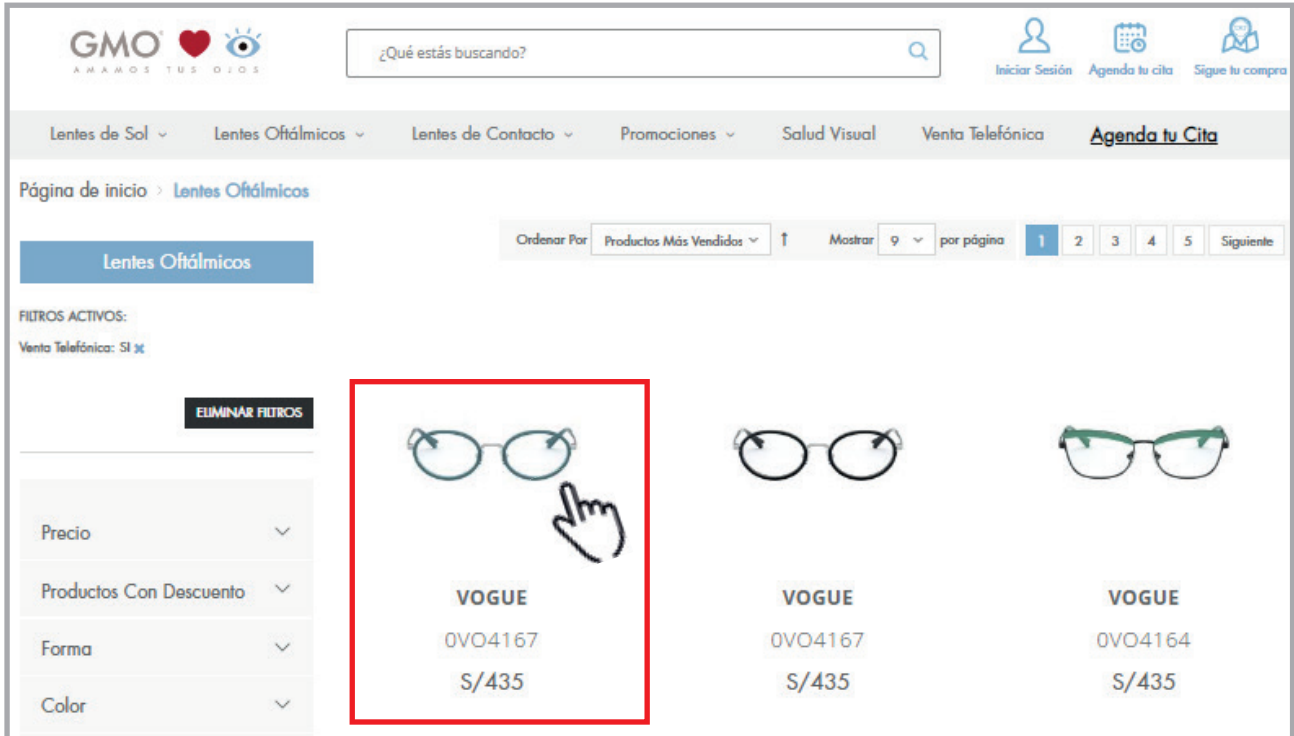 GMO
AMAMOS TUS OJOS
¿Qué estás buscando?
Iniciar Sesión
Agenda tu cita
Sigue tu compra
Lentes de Sol
Lentes Oftálmicos
Lentes de Contacto
Promociones
Salud Visual
Venta Telefónica
Agenda tu Cita
Página de inicio > Lentes Oftálmicos
Ordenar Por Productos Más Vendidos ↑ Mostrar 9 por página 1 2 3 4 5 Siguiente
Lentes Oftálmicos
FILTROS ACTIVOS:
Venta Telefónica: SI x
ELIMINAR FILTROS
Precio
Productos Con Descuento
Forma
Color
VOGUE
0VO4167
S/435
VOGUE
0VO4167
S/435
VOGUE
0VO4164
S/435